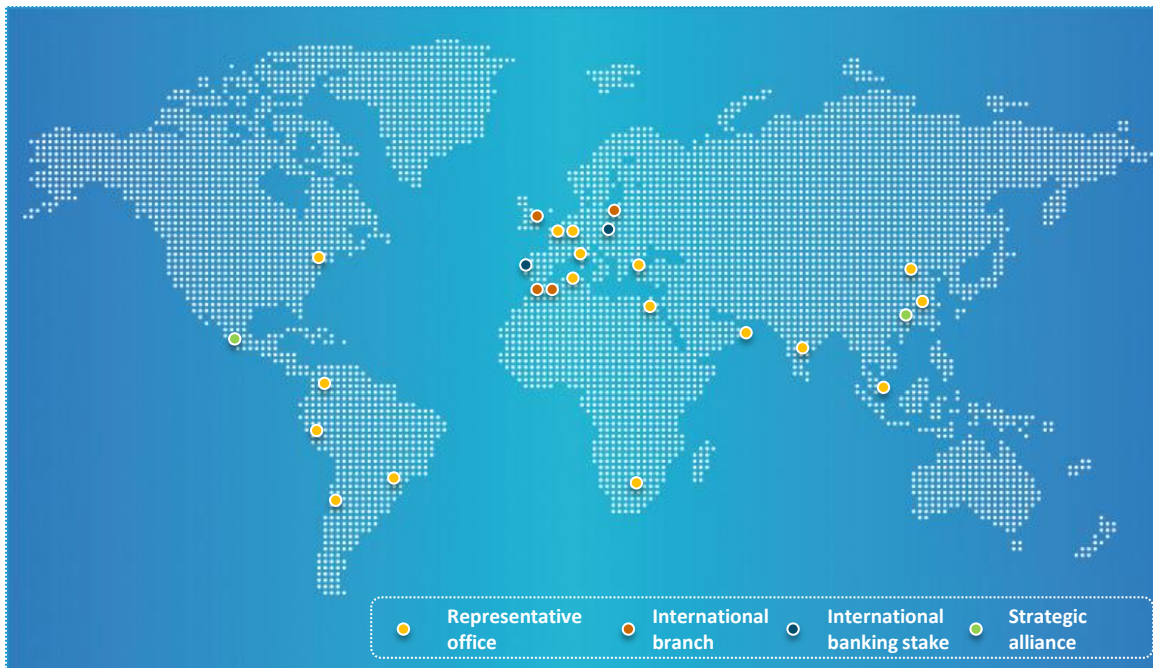 Representative
office
International
branch
International
banking stake
Strategic
alliance